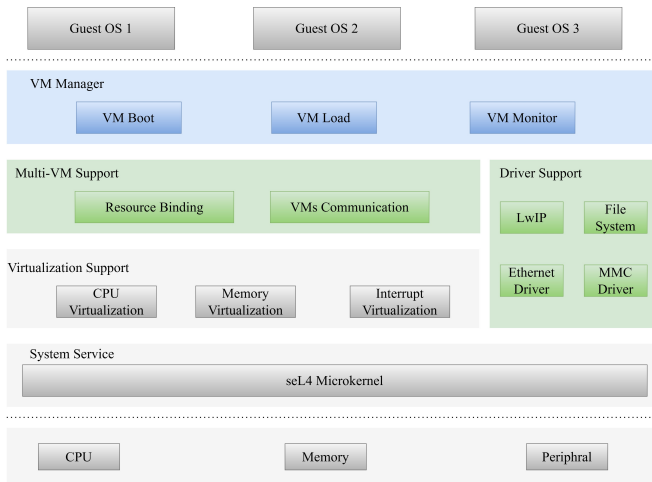 Guest OS 1
Guest OS 2
Guest OS 3
VM Manager
VM Boot
VM Load
VM Monitor
Multi-VM Support
Resource Binding
VMs Communication
Driver Support
LwIP
File
System
Ethernet
Driver
MMC
Driver
Virtualization Support
CPU
Virtualization
Memory
Virtualization
Interrupt
Virtualization
System Service
seL4 Microkernel
CPU
Memory
Periphral